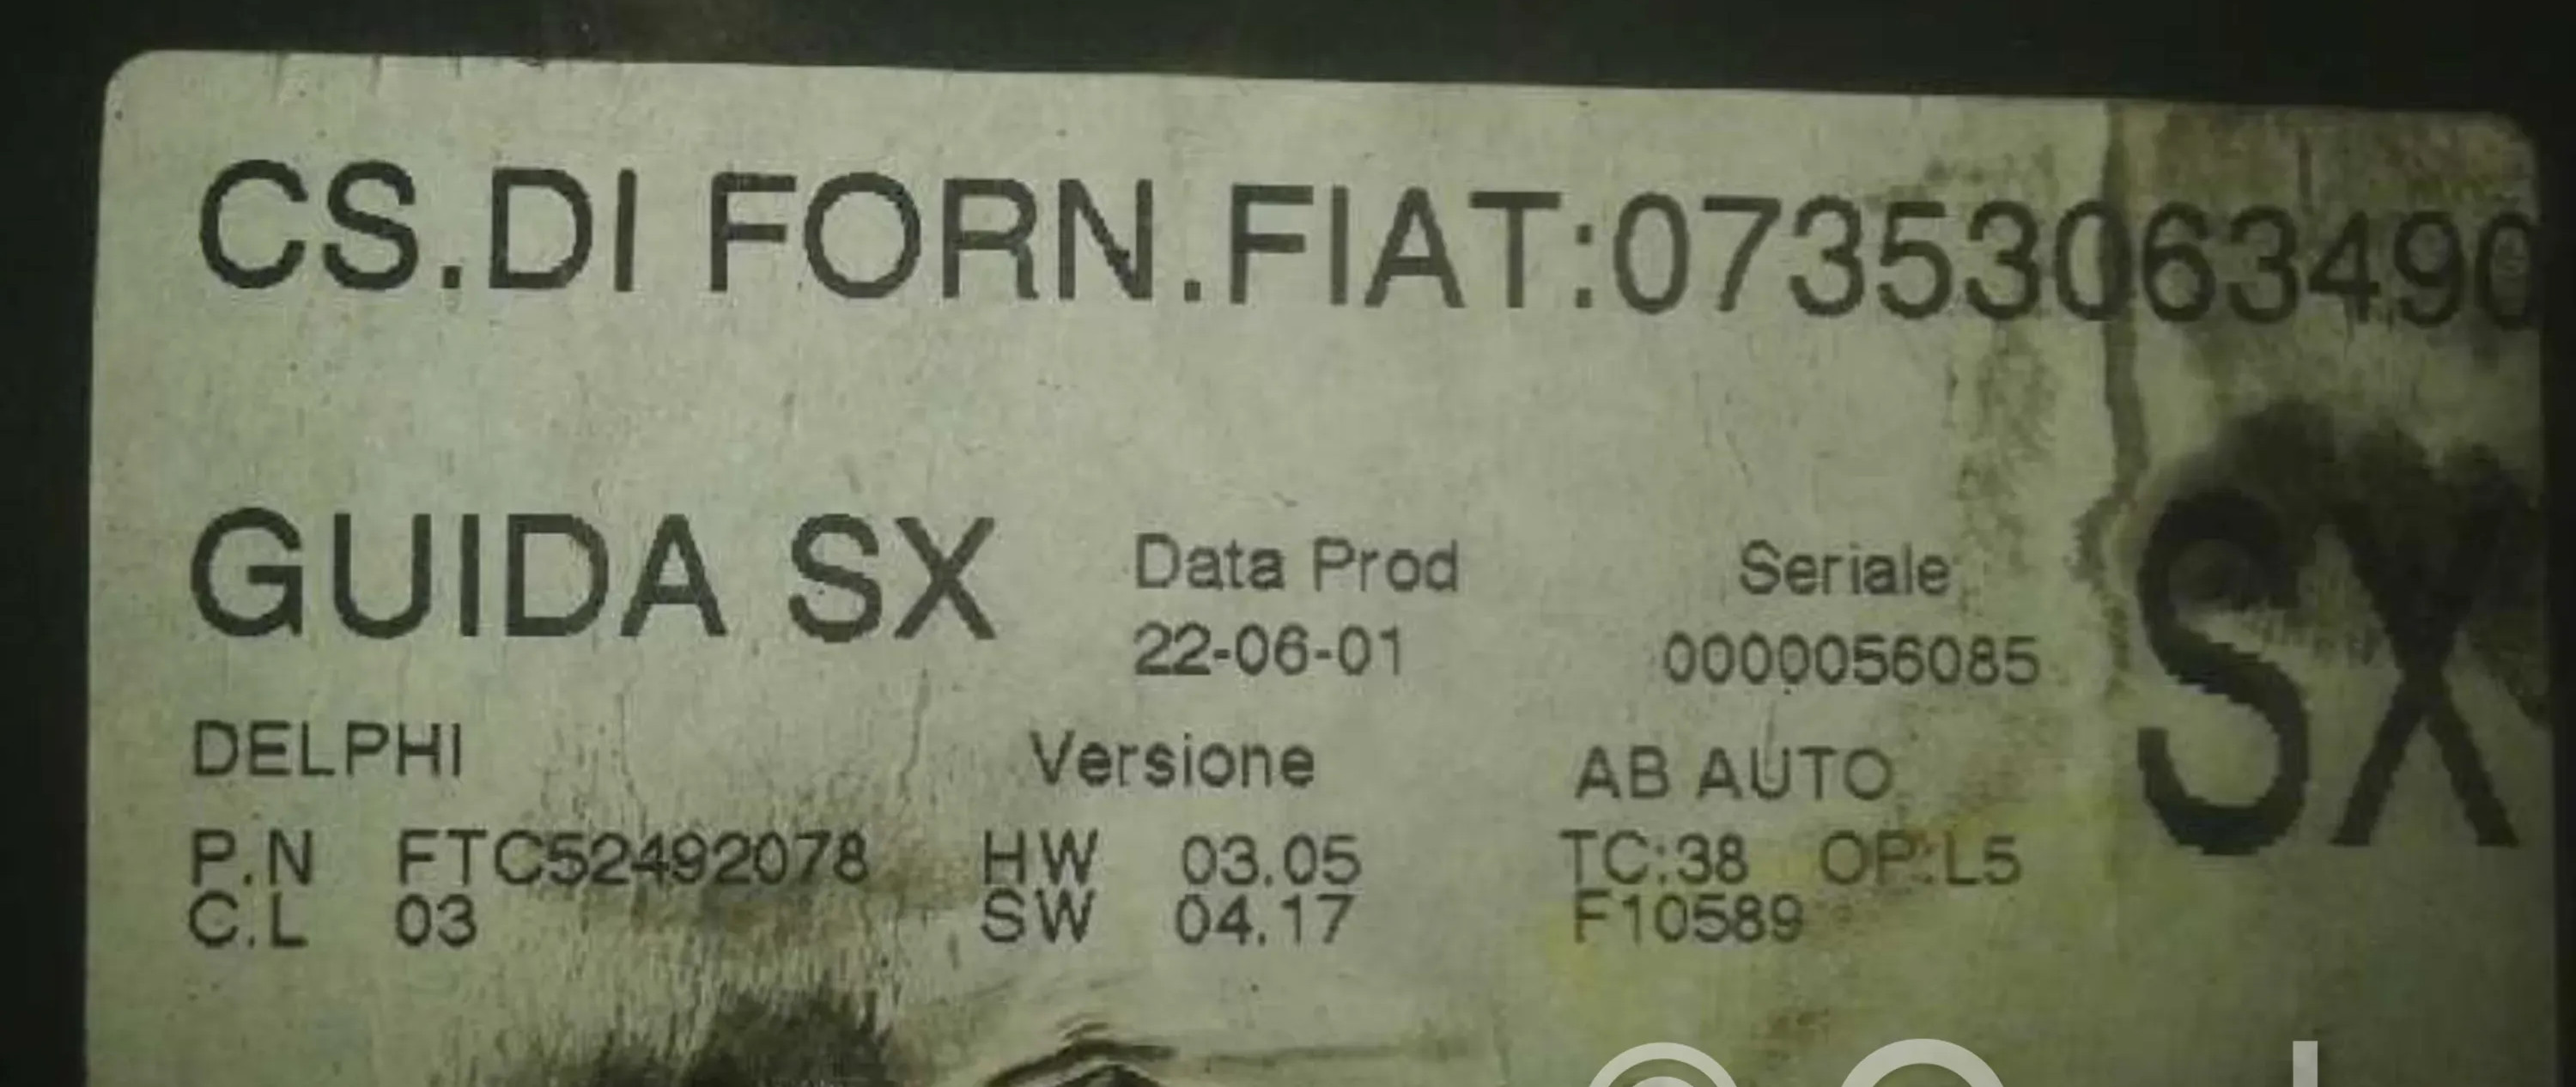 CS.DI FORN.FIAT:07353063490
GUIDA SX
Data Prod
Seriale
22-06-01
0000056085
SX
DELPHI
Versione
AB AUTO
P.N FTC52492078 HW 03.05 TC:38 OP:L5
C.L 03 SW 04.17 F10589